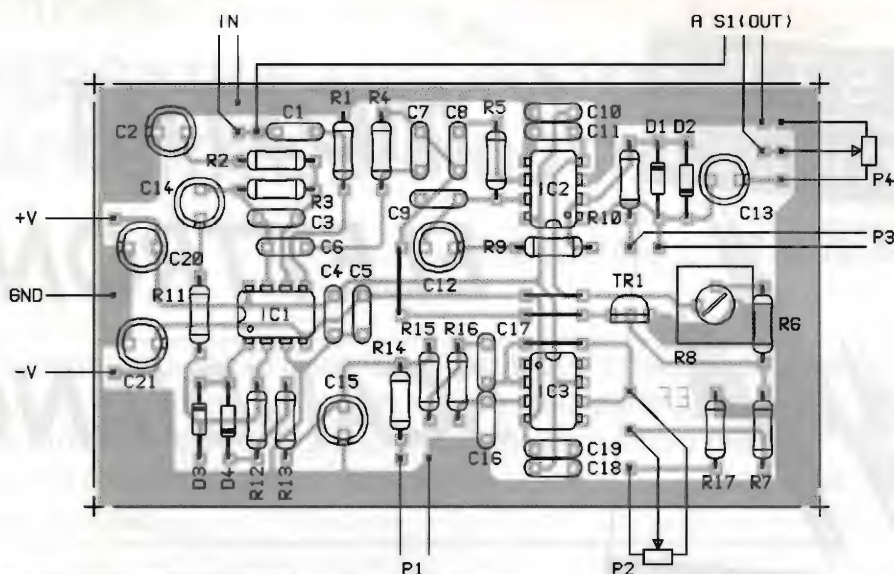 IN
A S1(OUT)
C2
C1
R1
R4
C7
C8
R5
C10
C11
D1
D2
R2
P4
C14
R3
IC2
C3
C9
R10
C13
+V
C6
R9
P3
C20
C4
C5
C12
TR1
GND
R11
IC1
R15
R16
C17
R6
R14
R8
-V
C21
C15
IC3
EF
C16
C19
D3
D4
R12
R13
C18
R17
R7
P1
P2